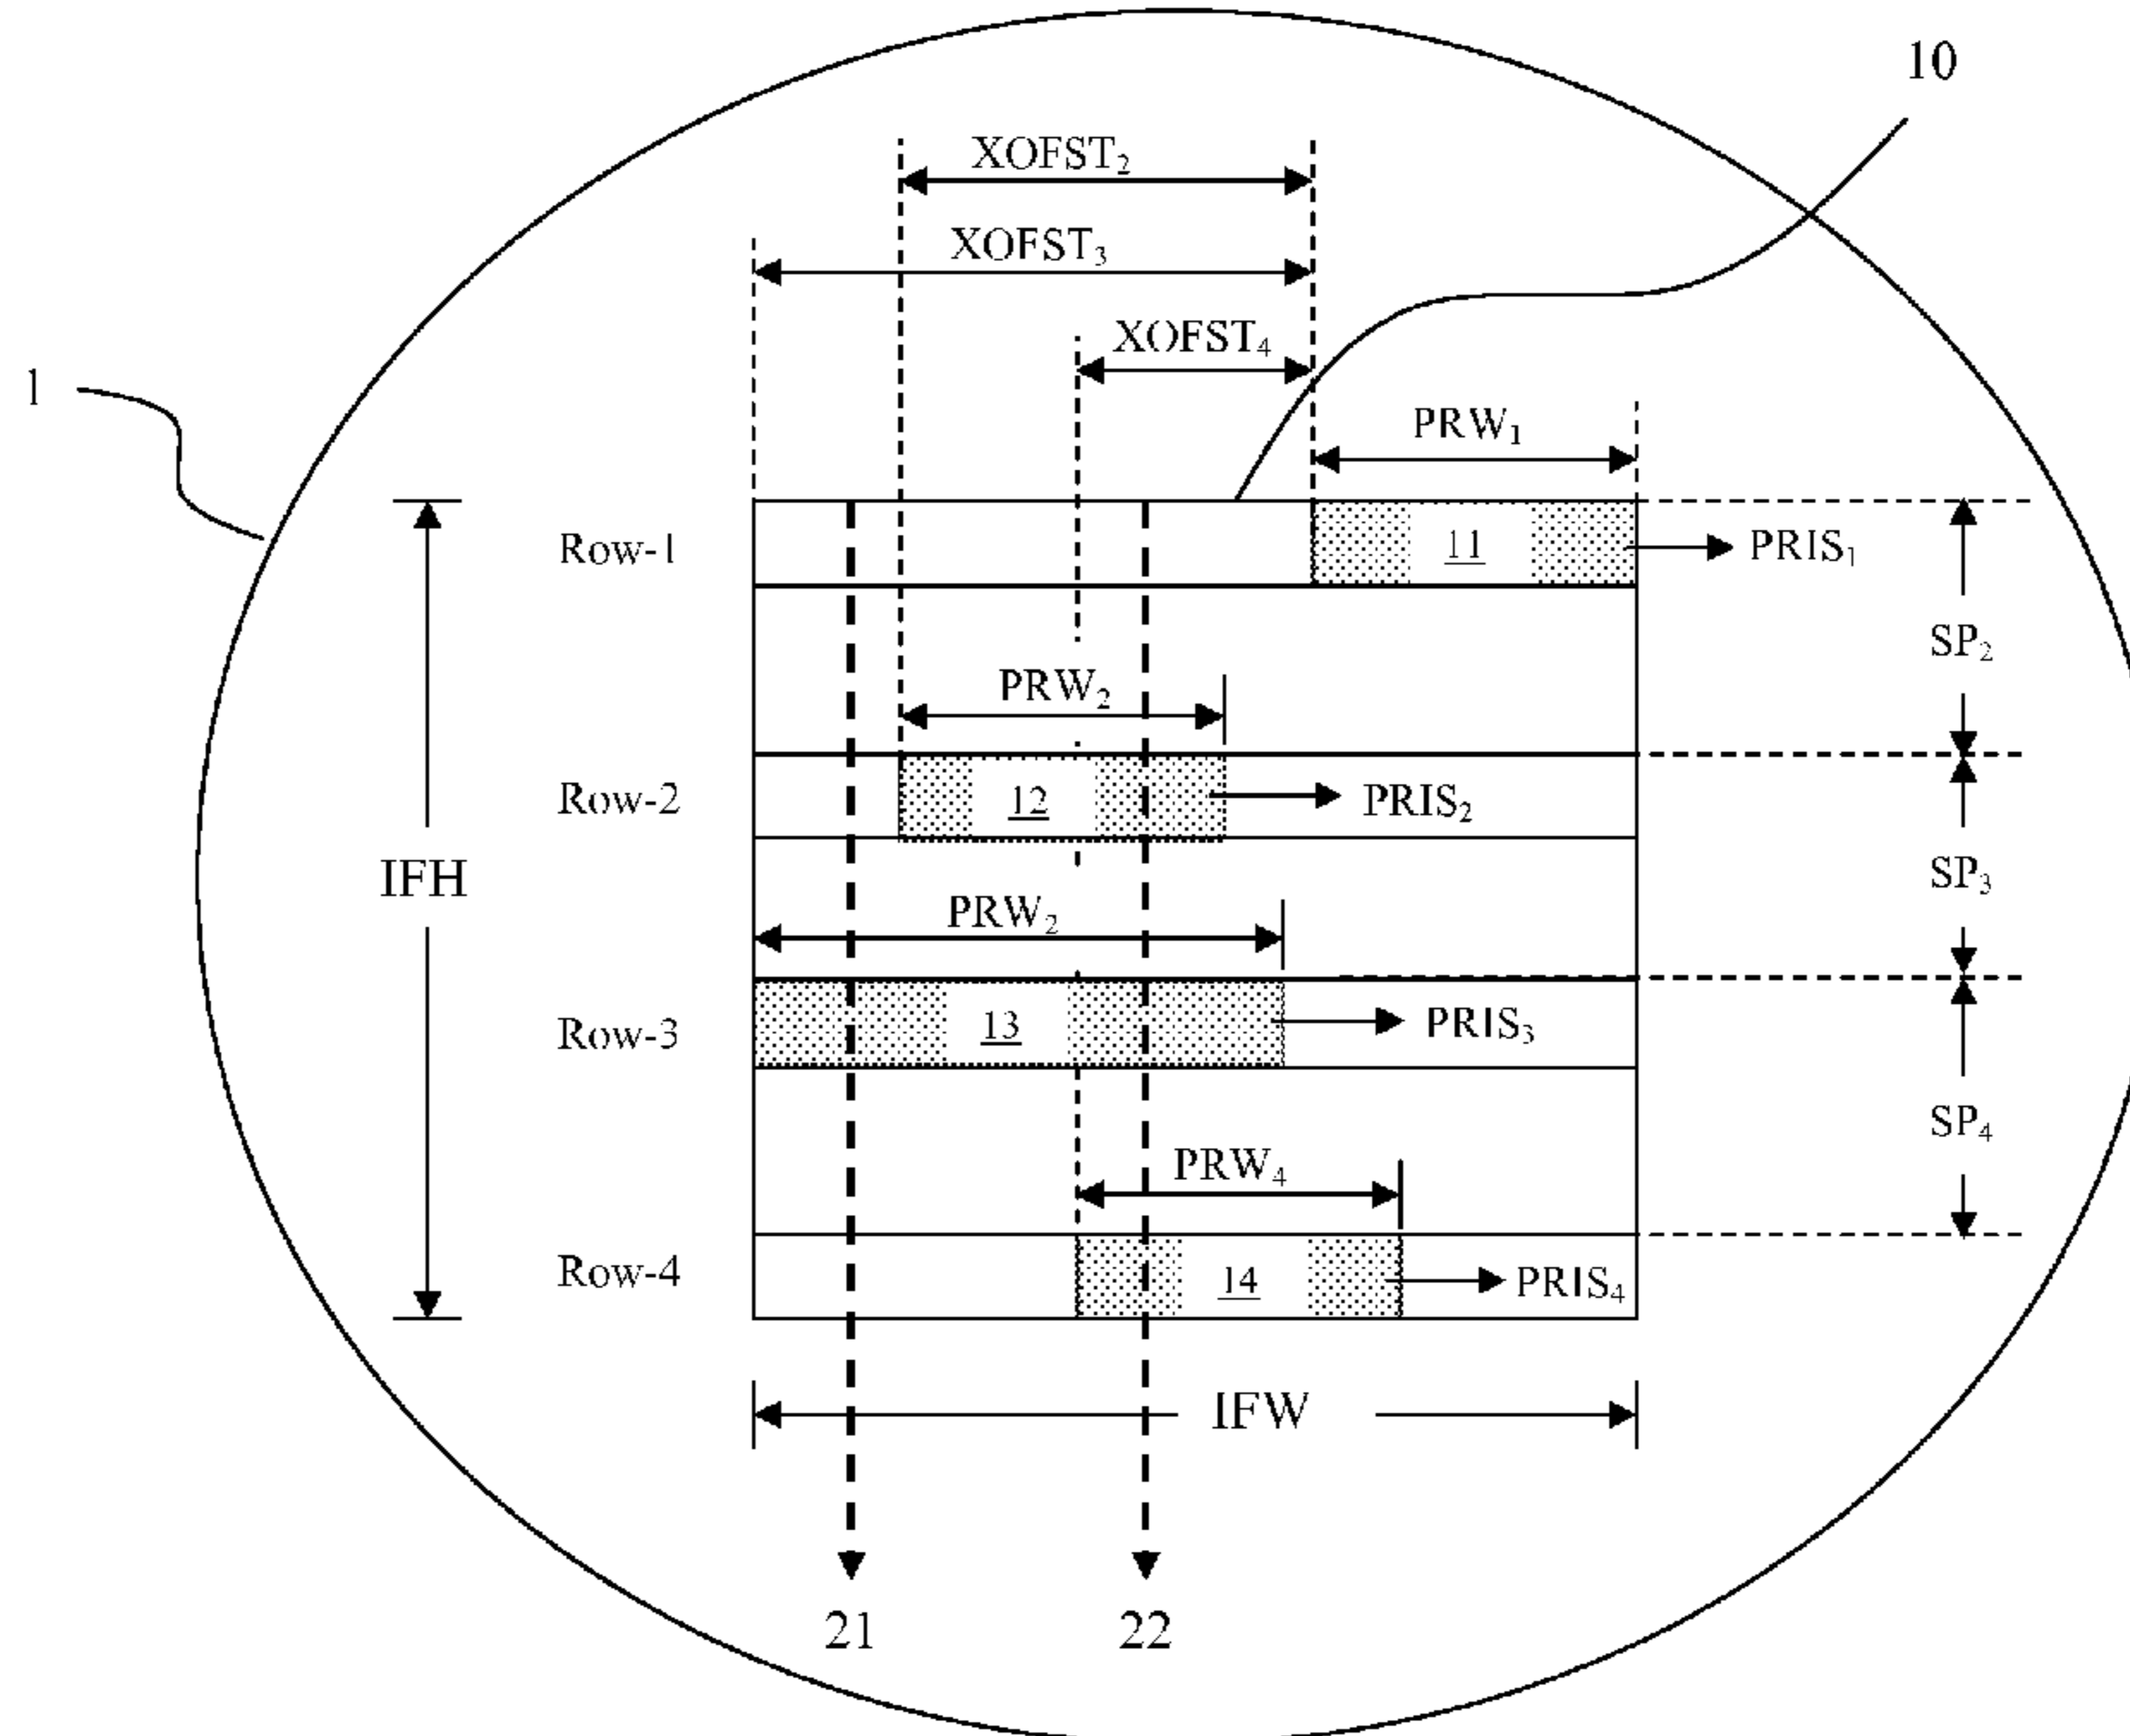 10
XOFST₂
XOFST₃
XOFST₄
1
PRW₁
Row-1
11
PRIS₁
SP₂
PRW₂
Row-2
12
PRIS₂
IFH
SP₃
PRW₂
Row-3
13
PRIS₃
SP₄
PRW₄
Row-4
14
PRIS₄
IFW
21
22